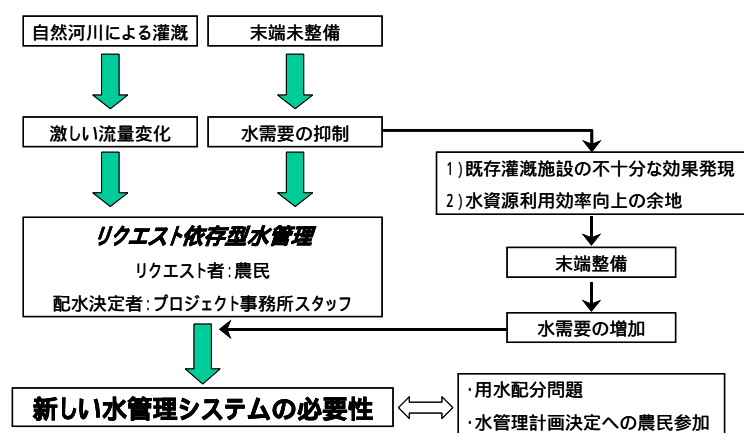 自然河川による灌漑
末端未整備
激しい流量変化
水需要の抑制
1)既存灌漑施設の不十分な効果発現
2)水資源利用効率向上の余地
リクエスト依存型水管理
リクエスト者:農民
配水決定者:プロジェクト事務所スタッフ
末端整備
水需要の増加
新しい水管理システムの必要性
・用水配分問題
・水管理計画決定への農民参加